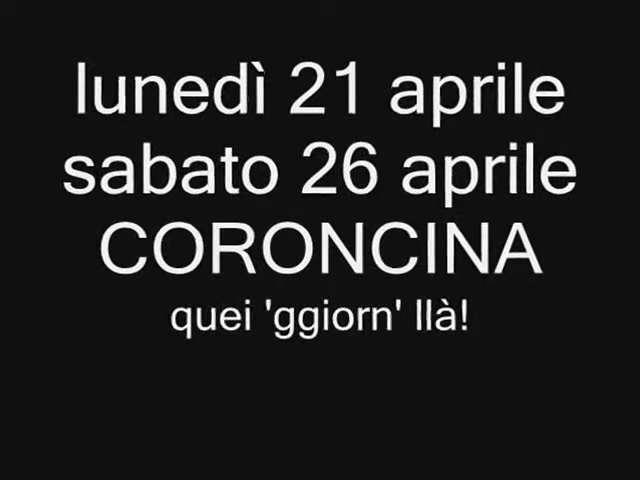 lunedì 21 aprile
sabato 26 aprile
CORONCINA
quei 'ggiorn' llà!